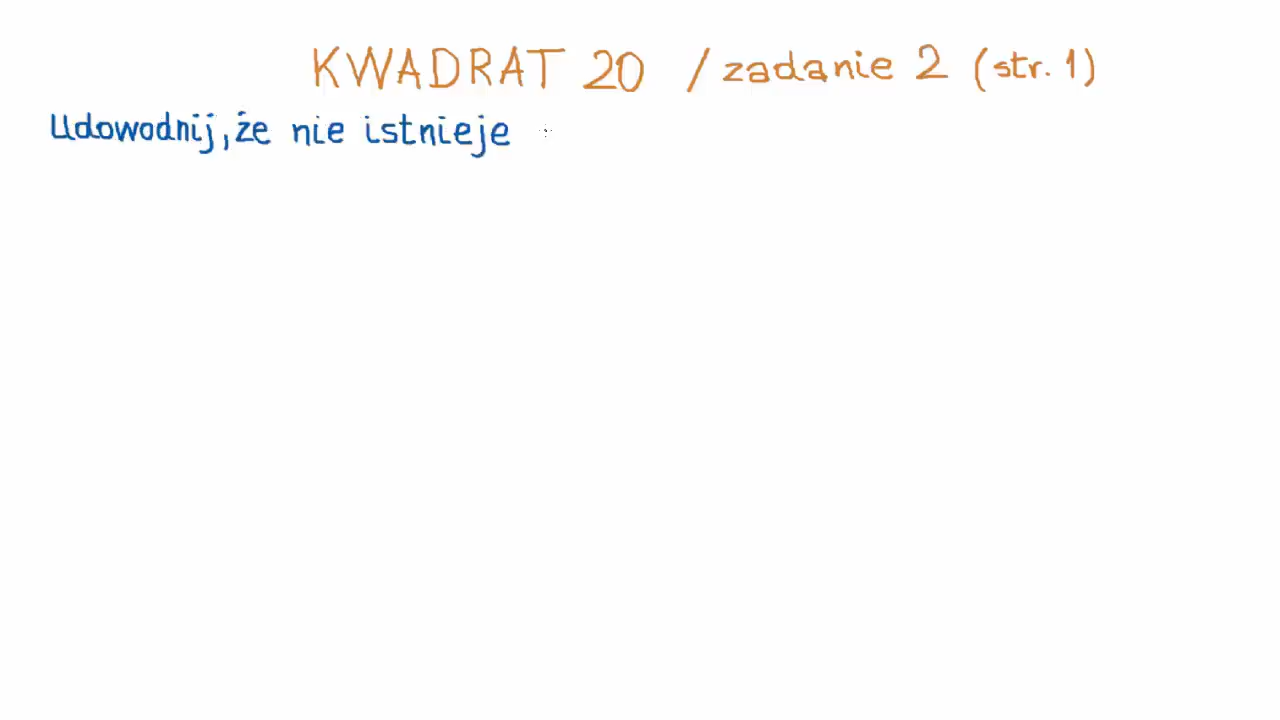 KWADRAT 20 / zadanie 2 (str. 1)
Udowodnij, że nie istnieje